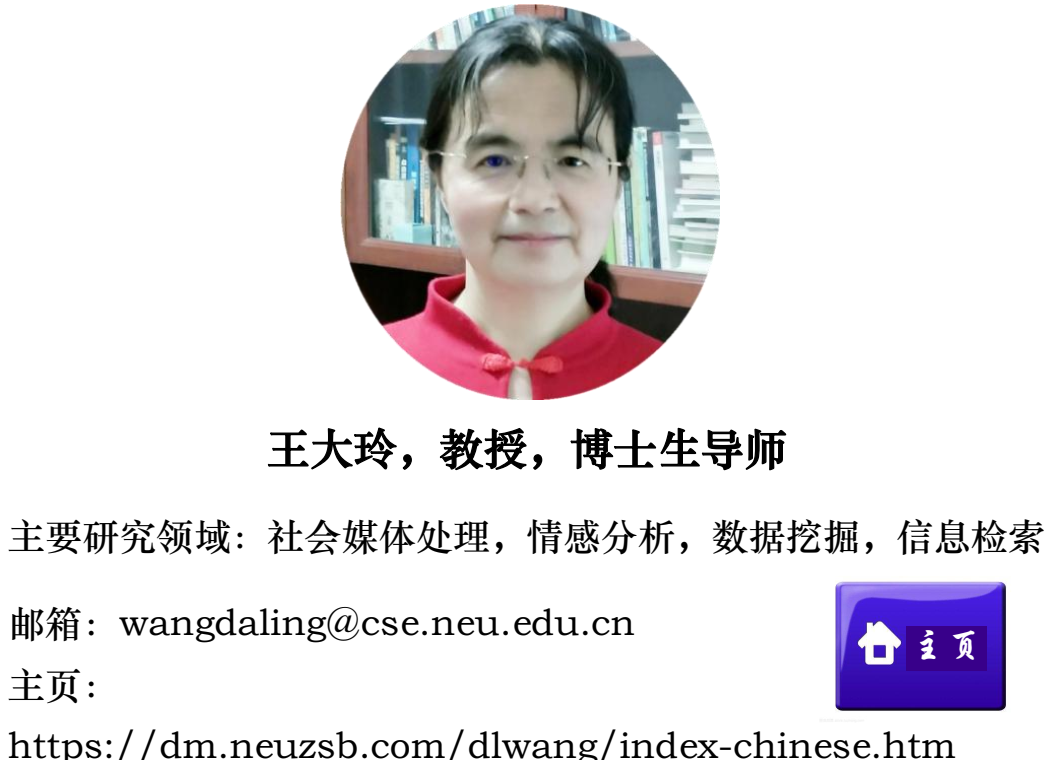 王大玲，教授，博士生导师
主要研究领域：社会媒体处理，情感分析，数据挖掘，信息检索
邮箱：wangdaling@cse.neu.edu.cn
主页
主页：
https://dm.neuzsb.com/dlwang/index-chinese.htm